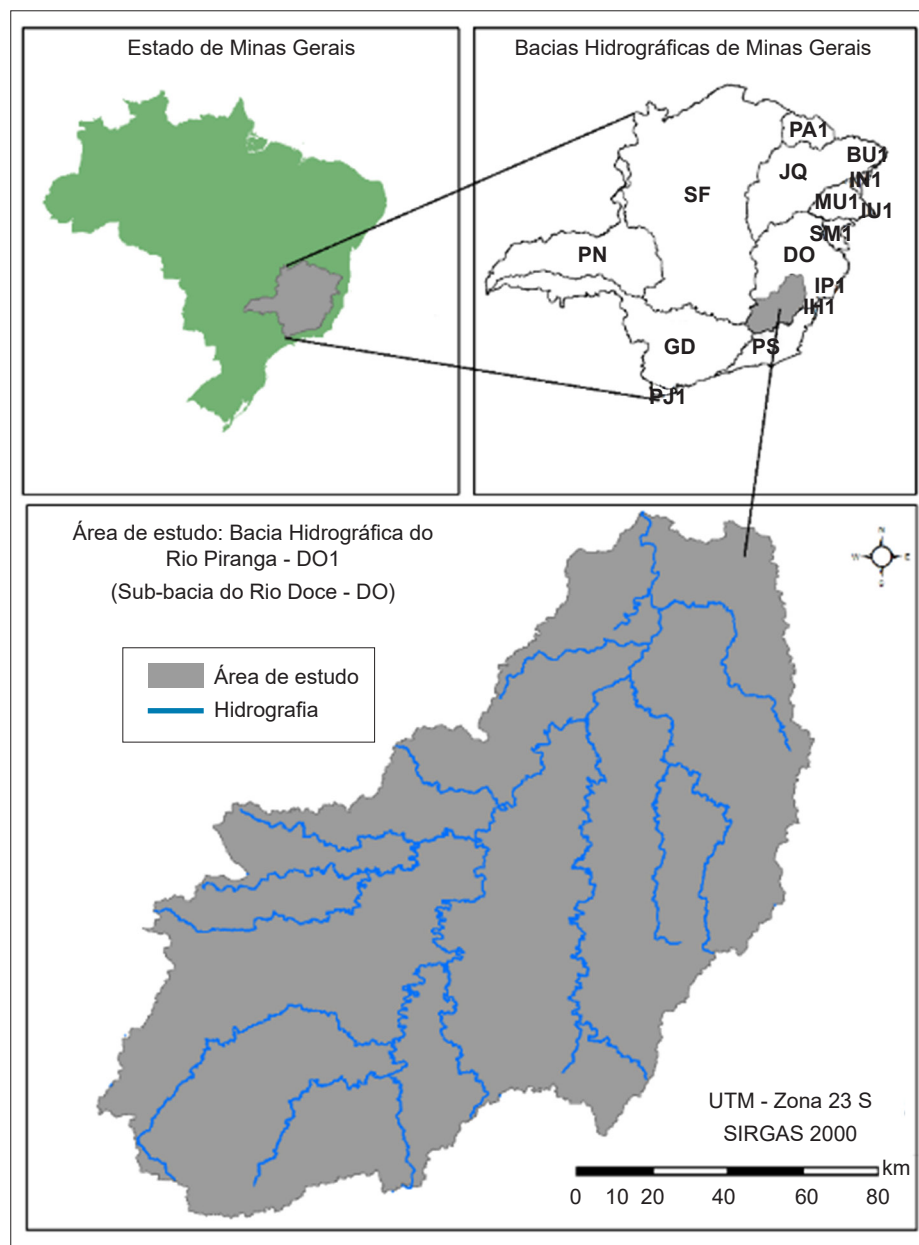 Estado de Minas Gerais
Bacias Hidrográficas de Minas Gerais
PA1
BU1
JQ
IN1
MU1
IU1
SF
SM1
PN
DO
IP1
IH1
GD
PS
PJ1
Área de estudo: Bacia Hidrográfica do
Rio Piranga - DO1
(Sub-bacia do Rio Doce - DO)
N
W
E
S
Área de estudo
Hidrografia
UTM - Zona 23 S
SIRGAS 2000
km
0 10 20 40 60 80